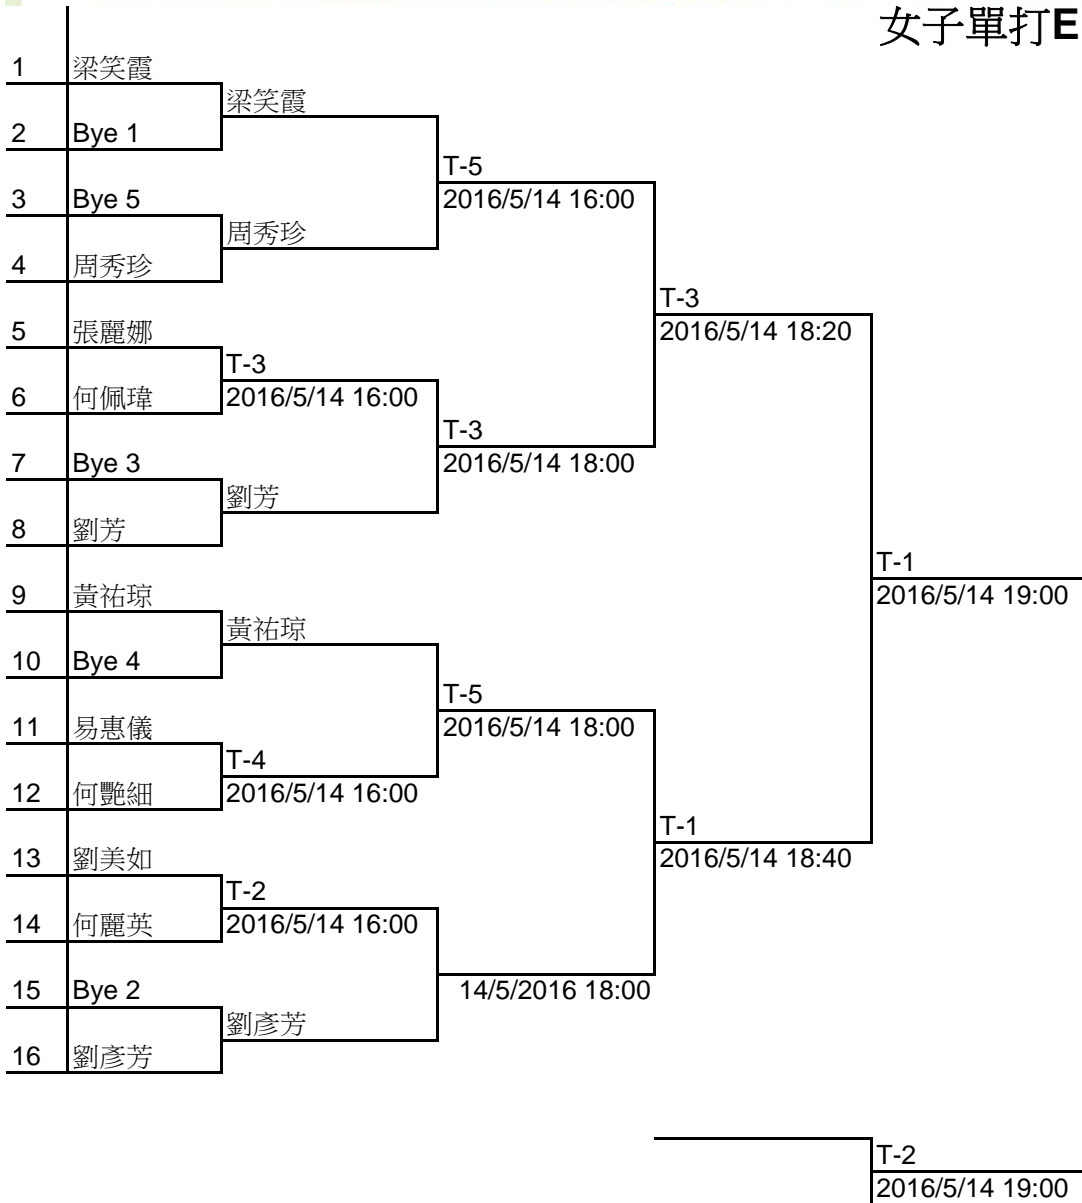 女子單打E
1 梁笑霞
梁笑霞
2 Bye 1
T-5
3 Bye 5 2016/5/14 16:00
周秀珍
4 周秀珍
T-3
5 張麗娜 2016/5/14 18:20
T-3
6 何佩瑋 2016/5/14 16:00
T-3
7 Bye 3 2016/5/14 18:00
劉芳
8 劉芳
T-1
9 黃祐琼 2016/5/14 19:00
黃祐琼
10 Bye 4
T-5
11 易惠儀 2016/5/14 18:00
T-4
12 何艷細 2016/5/14 16:00
T-1
13 劉美如 2016/5/14 18:40
T-2
14 何麗英 2016/5/14 16:00
15 Bye 2 14/5/2016 18:00
劉彥芳
16 劉彥芳
T-2
2016/5/14 19:00